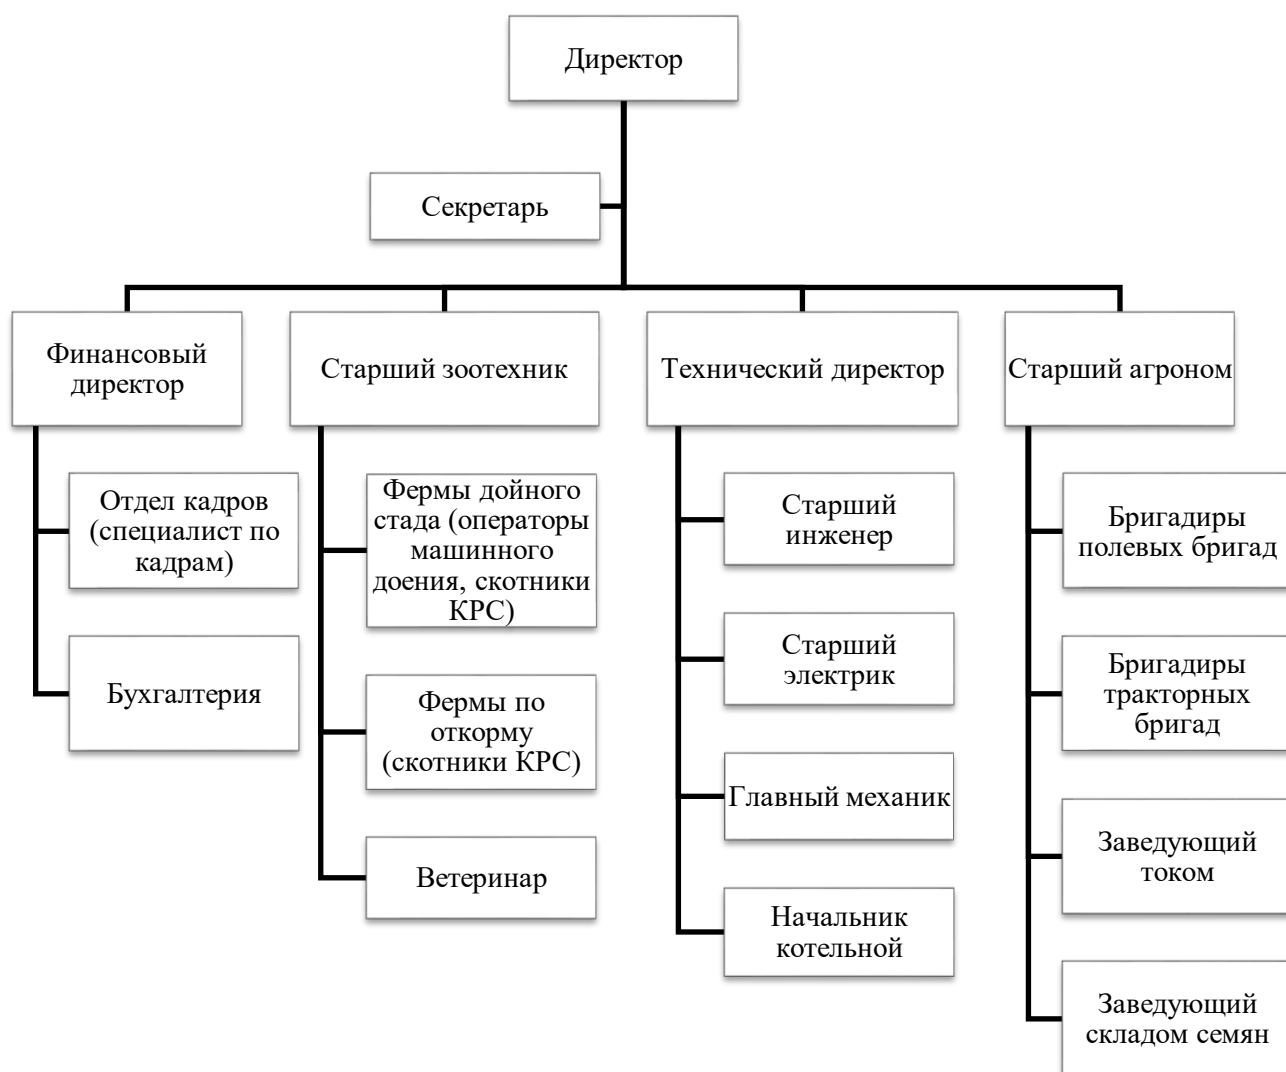 Директор
Секретарь
Финансовый
директор
Старший зоотехник
Технический директор
Старший агроном
Отдел кадров
(специалист по
кадрам)
Бухгалтерия
Фермы дойного
стада (операторы
машинного
доения, скотники
КРС)
Фермы по
откорму
(скотники КРС)
Ветеринар
Старший
инженер
Старший
электрик
Главный механик
Начальник
котельной
Бригадиры
полевых бригад
Бригадиры
тракторных
бригад
Заведующий
током
Заведующий
складом семян